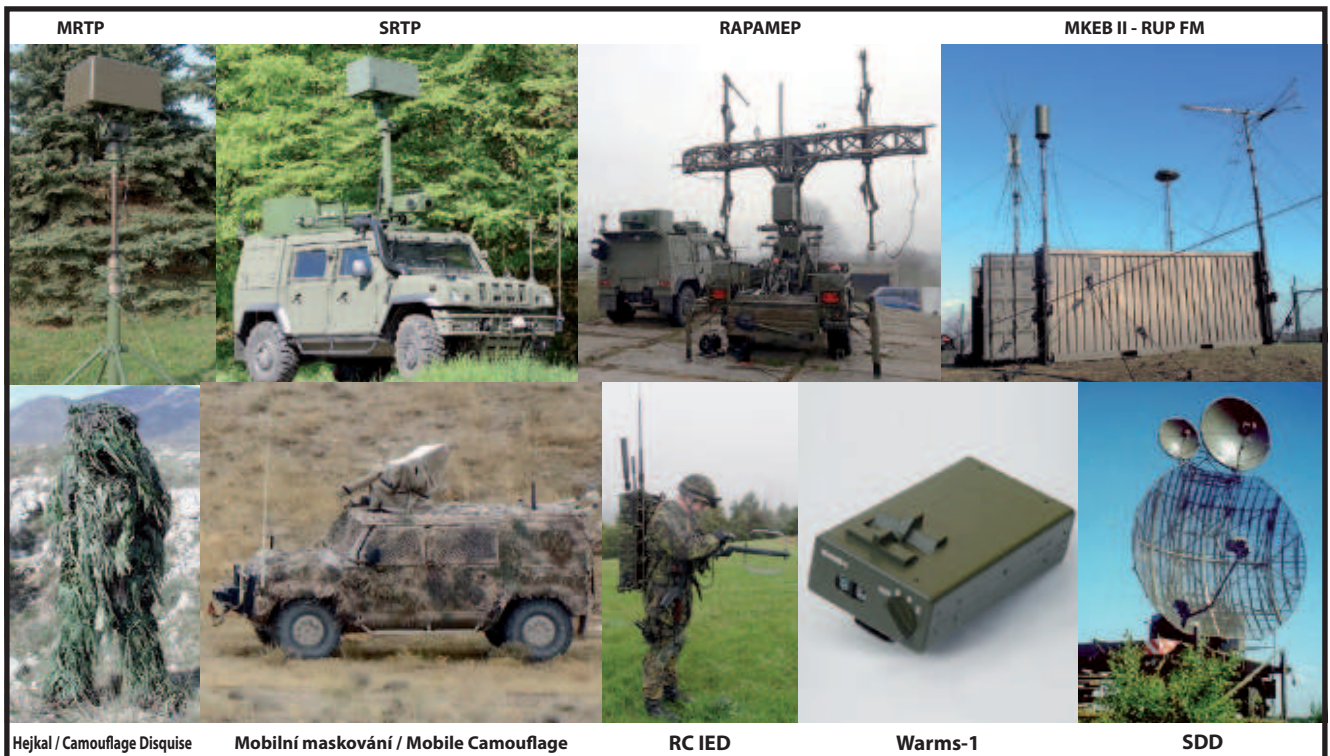 MRTP
SRTP
RAPAMEP
MKEB II - RUP FM
Hejkal / Camouflage Disquise
Mobilní maskování / Mobile Camouflage
RC IED
Warms-1
SDD